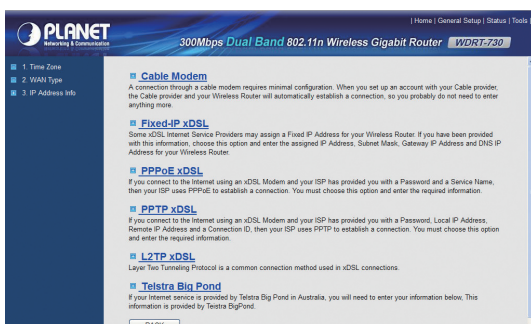 | Home | General Setup | Status | Tools |
PLANET
Networking & Communication
300Mbps Dual Band 802.11n Wireless Gigabit Router WDRT-730
1. Time Zone
2. WAN Type
3. IP Address Info
Cable Modem
A connection through a cable modem requires minimal configuration. When you set up an account with your Cable provider,
the Cable provider and your Wireless Router will automatically establish a connection, so you probably do not need to enter
anything more.
Fixed-IP xDSL
Some xDSL Internet Service Providers may assign a Fixed IP Address for your Wireless Router. If you have been provided
with this information, choose this option and enter the assigned IP Address, Subnet Mask, Gateway IP Address and DNS IP
Address for your Wireless Router.
PPPoE xDSL
If you connect to the Internet using an xDSL Modem and your ISP has provided you with a Password and a Service Name,
then your ISP uses PPPoE to establish a connection. You must choose this option and enter the required information.
PPTP xDSL
If you connect to the Internet using an xDSL Modem and your ISP has provided you with a Password, Local IP Address,
Remote IP Address and a Connection ID, then your ISP uses PPTP to establish a connection. You must choose this option
and enter the required information.
L2TP xDSL
Layer Two Tunneling Protocol is a common connection method used in xDSL connections.
Telstra Big Pond
If your Internet service is provided by Telstra Big Pond in Australia, you will need to enter your information below, This
information is provided by Teistra BigPond.